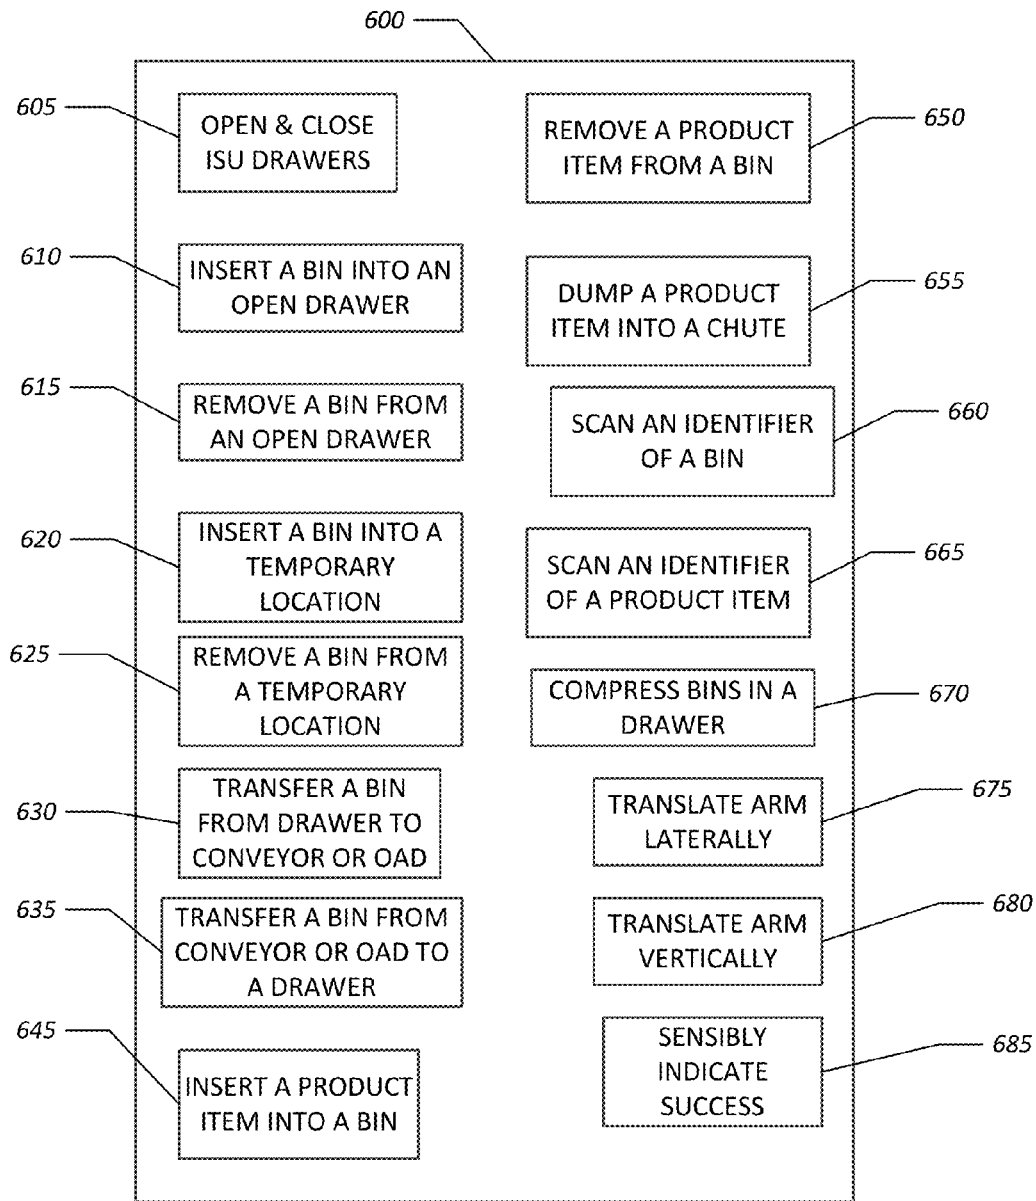 600
605
OPEN & CLOSE
ISU DRAWERS
610
INSERT A BIN INTO AN
OPEN DRAWER
615
REMOVE A BIN FROM
AN OPEN DRAWER
620
INSERT A BIN INTO A
TEMPORARY
LOCATION
625
REMOVE A BIN FROM
A TEMPORARY
LOCATION
630
TRANSFER A BIN
FROM DRAWER TO
CONVEYOR OR OAD
635
TRANSFER A BIN FROM
CONVEYOR OR OAD TO
A DRAWER
645
INSERT A PRODUCT
ITEM INTO A BIN
650
REMOVE A PRODUCT
ITEM FROM A BIN
655
DUMP A PRODUCT
ITEM INTO A CHUTE
660
SCAN AN IDENTIFIER
OF A BIN
665
SCAN AN IDENTIFIER
OF A PRODUCT ITEM
670
COMPRESS BINS IN A
DRAWER
675
TRANSLATE ARM
LATERALLY
680
TRANSLATE ARM
VERTICALLY
685
SENSIBLY
INDICATE
SUCCESS